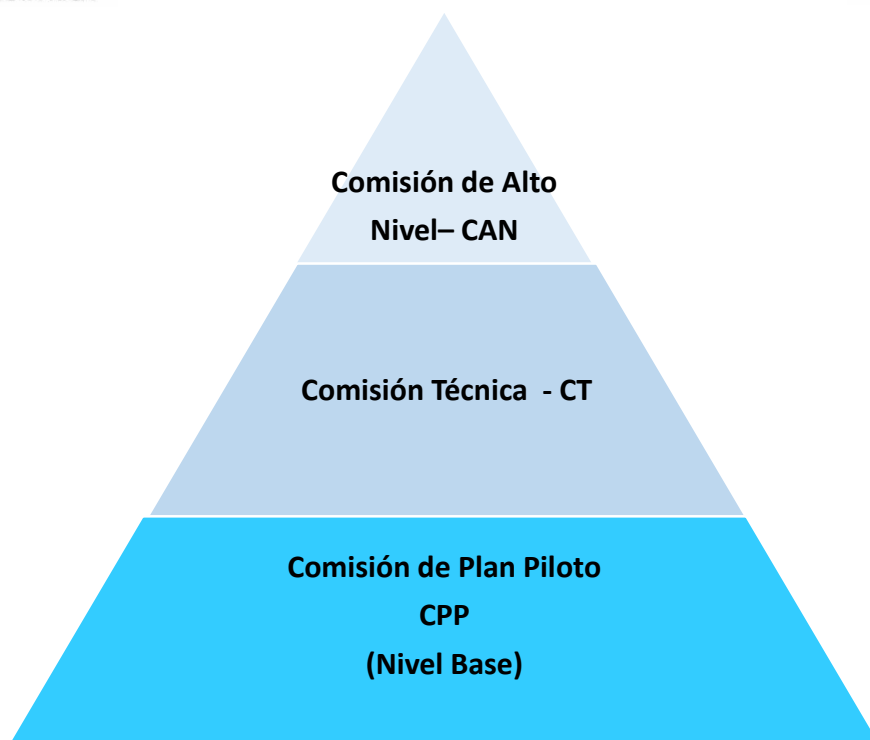 Comisión de Alto
Nivel– CAN
Comisión Técnica - CT
Comisión de Plan Piloto
CPP
(Nivel Base)